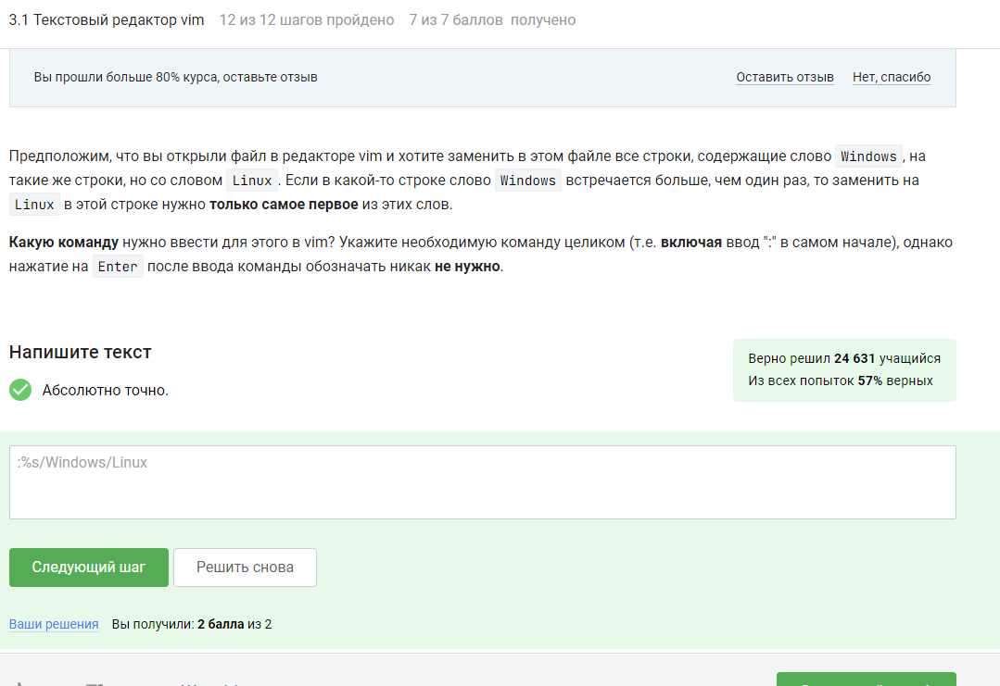 3.1 Текстовый редактор vim 12 из 12 шагов пройдено 7 из 7 баллов получено
Вы прошли больше 80% курса, оставьте отзыв Оставить отзыв Нет, спасибо
Предположим, что вы открыли файл в редакторе vim и хотите заменить в этом файле все строки, содержащие слово Windows , на
такие же строки, но со словом Linux . Если в какой-то строке слово Windows встречается больше, чем один раз, то заменить на
Linux в этой строке нужно только самое первое из этих слов.
Какую команду нужно ввести для этого в vim? Укажите необходимую команду целиком (т.е. включая ввод ":" в самом начале), однако
нажатие на Enter после ввода команды обозначать никак не нужно.
Напишите текст
Верно решил 24 631 учащийся
Из всех попыток 57% верных
Абсолютно точно.
:%s/Windows/Linux
Следующий шаг Решить снова
Ваши решения Вы получили: 2 балла из 2